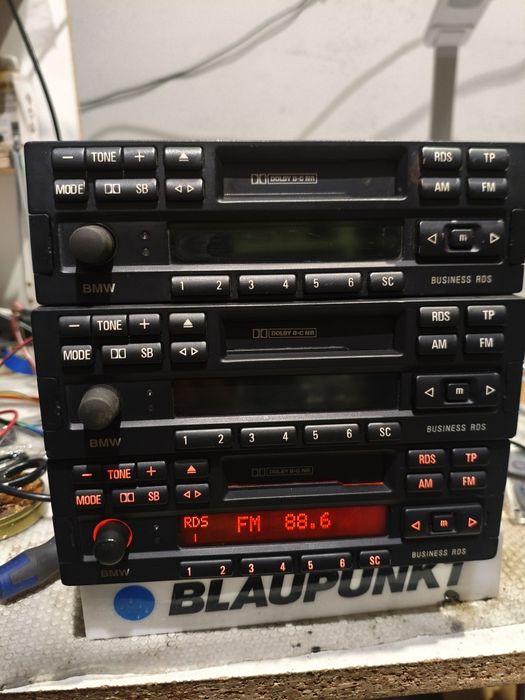 − TONE + ▲ DOLBY B-C NR RDS TP
MODE SB ◁ ▷ AM FM
◁ m ▷
BMW 1 2 3 4 5 6 SC BUSINESS RDS
− TONE + ▲ DOLBY B-C NR RDS TP
MODE SB ◁ ▷ AM FM
◁ m ▷
BMW 1 2 3 4 5 6 SC BUSINESS RDS
− TONE + ▲ DOLBY B-C NR RDS TP
MODE SB ◁ ▷ AM FM
RDS FM 88.6 ◁ m ▷
I
BMW 1 2 3 4 5 6 SC BUSINESS RDS
BLAUPUNKT